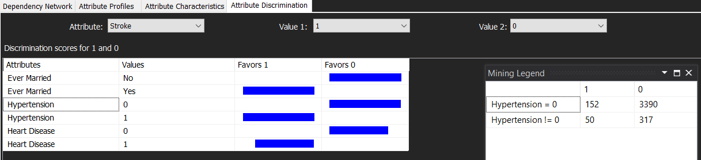 Dependency Network Attribute Profiles Attribute Characteristics Attribute Discrimination
Attribute: Stroke Value 1: 1 Value 2: 0
Discrimination scores for 1 and 0
Attributes Values Favors 1 Favors 0
Ever Married No
Ever Married Yes
Hypertension 0
Hypertension 1
Heart Disease 0
Heart Disease 1
Mining Legend
1 0
Hypertension = 0 152 3390
Hypertension != 0 50 317